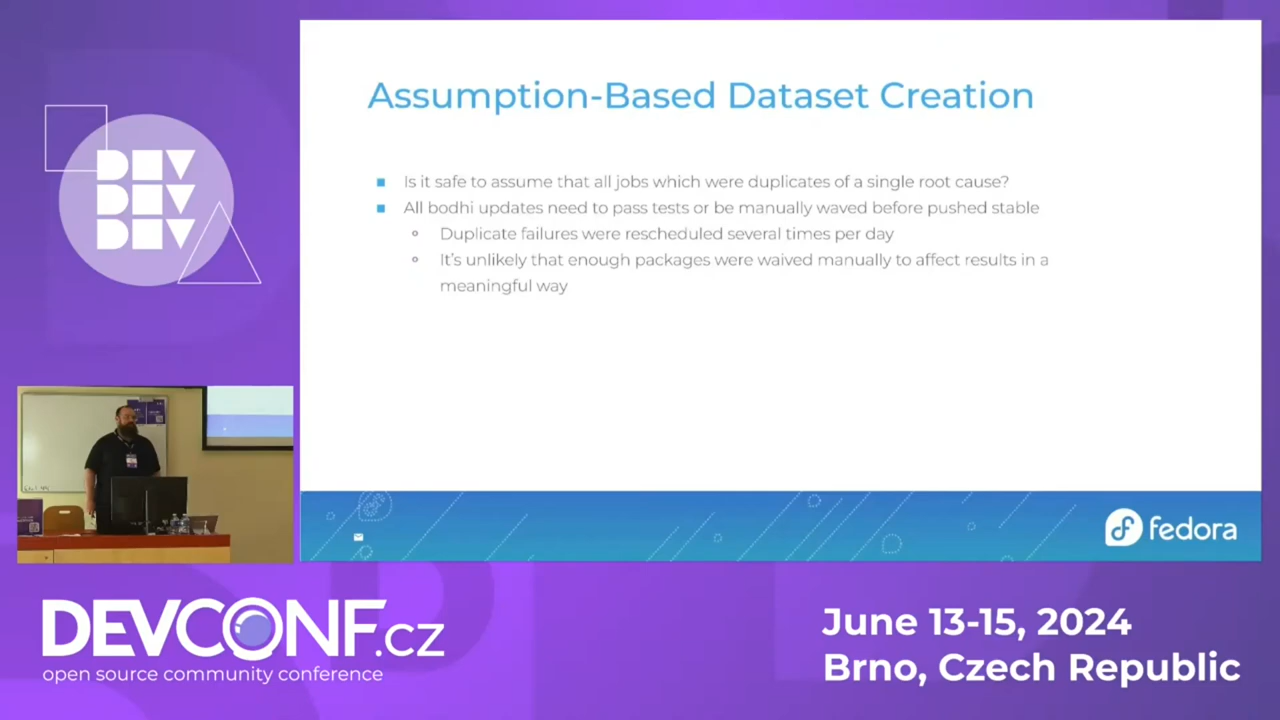 Assumption-Based Dataset Creation
Is it safe to assume that all jobs which were duplicates of a single root cause?
All bodhi updates need to pass tests or be manually waved before pushed stable
Duplicate failures were rescheduled several times per day
It's unlikely that enough packages were waived manually to affect results in a
meaningful way
fedora
DEV
DEV
DEV
DEVCONF.cz
open source community conference
June 13-15, 2024
Brno, Czech Republic